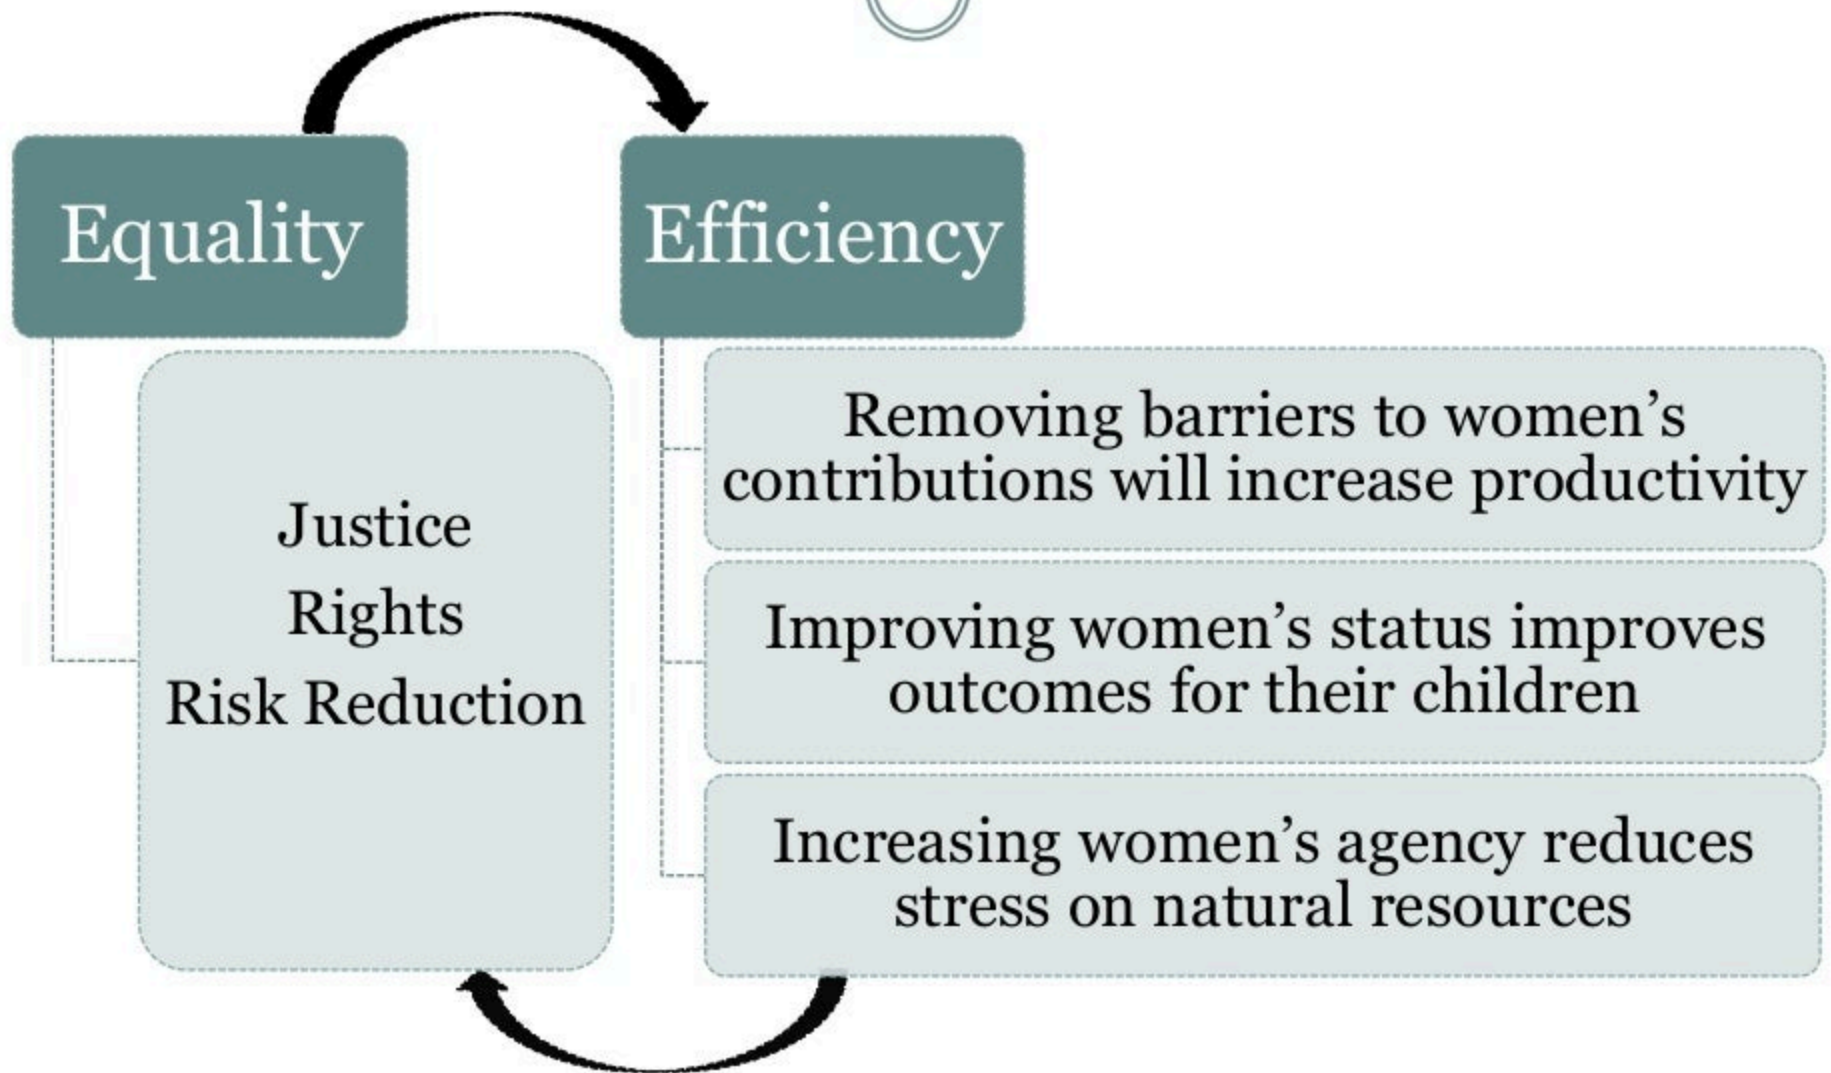 Equality
Efficiency
Justice
Rights
Risk Reduction
Removing barriers to women’s
contributions will increase productivity
Improving women’s status improves
outcomes for their children
Increasing women’s agency reduces
stress on natural resources